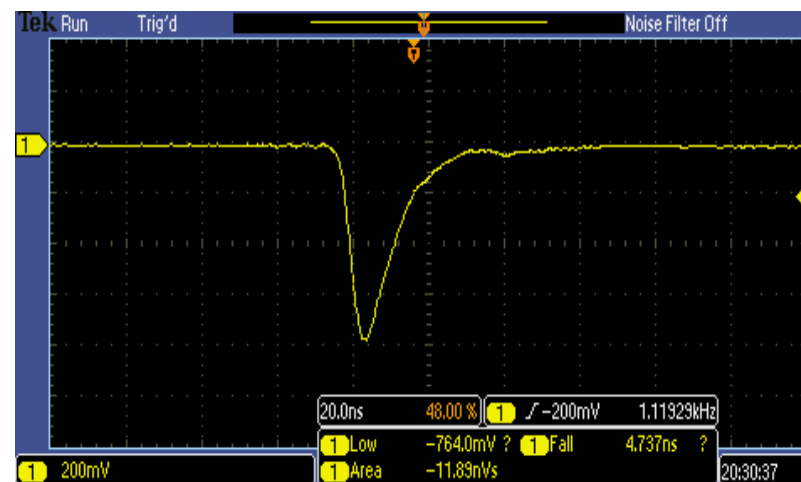 Tek Run Trig'd Noise Filter Off
T
1
20.0ns 48.00 % 1 ∫ -200mV 1.11929kHz
1 Low -764.0mV ? 1 Fall 4.737ns ?
1 200mV 1 Area -11.89nVs 20:30:37